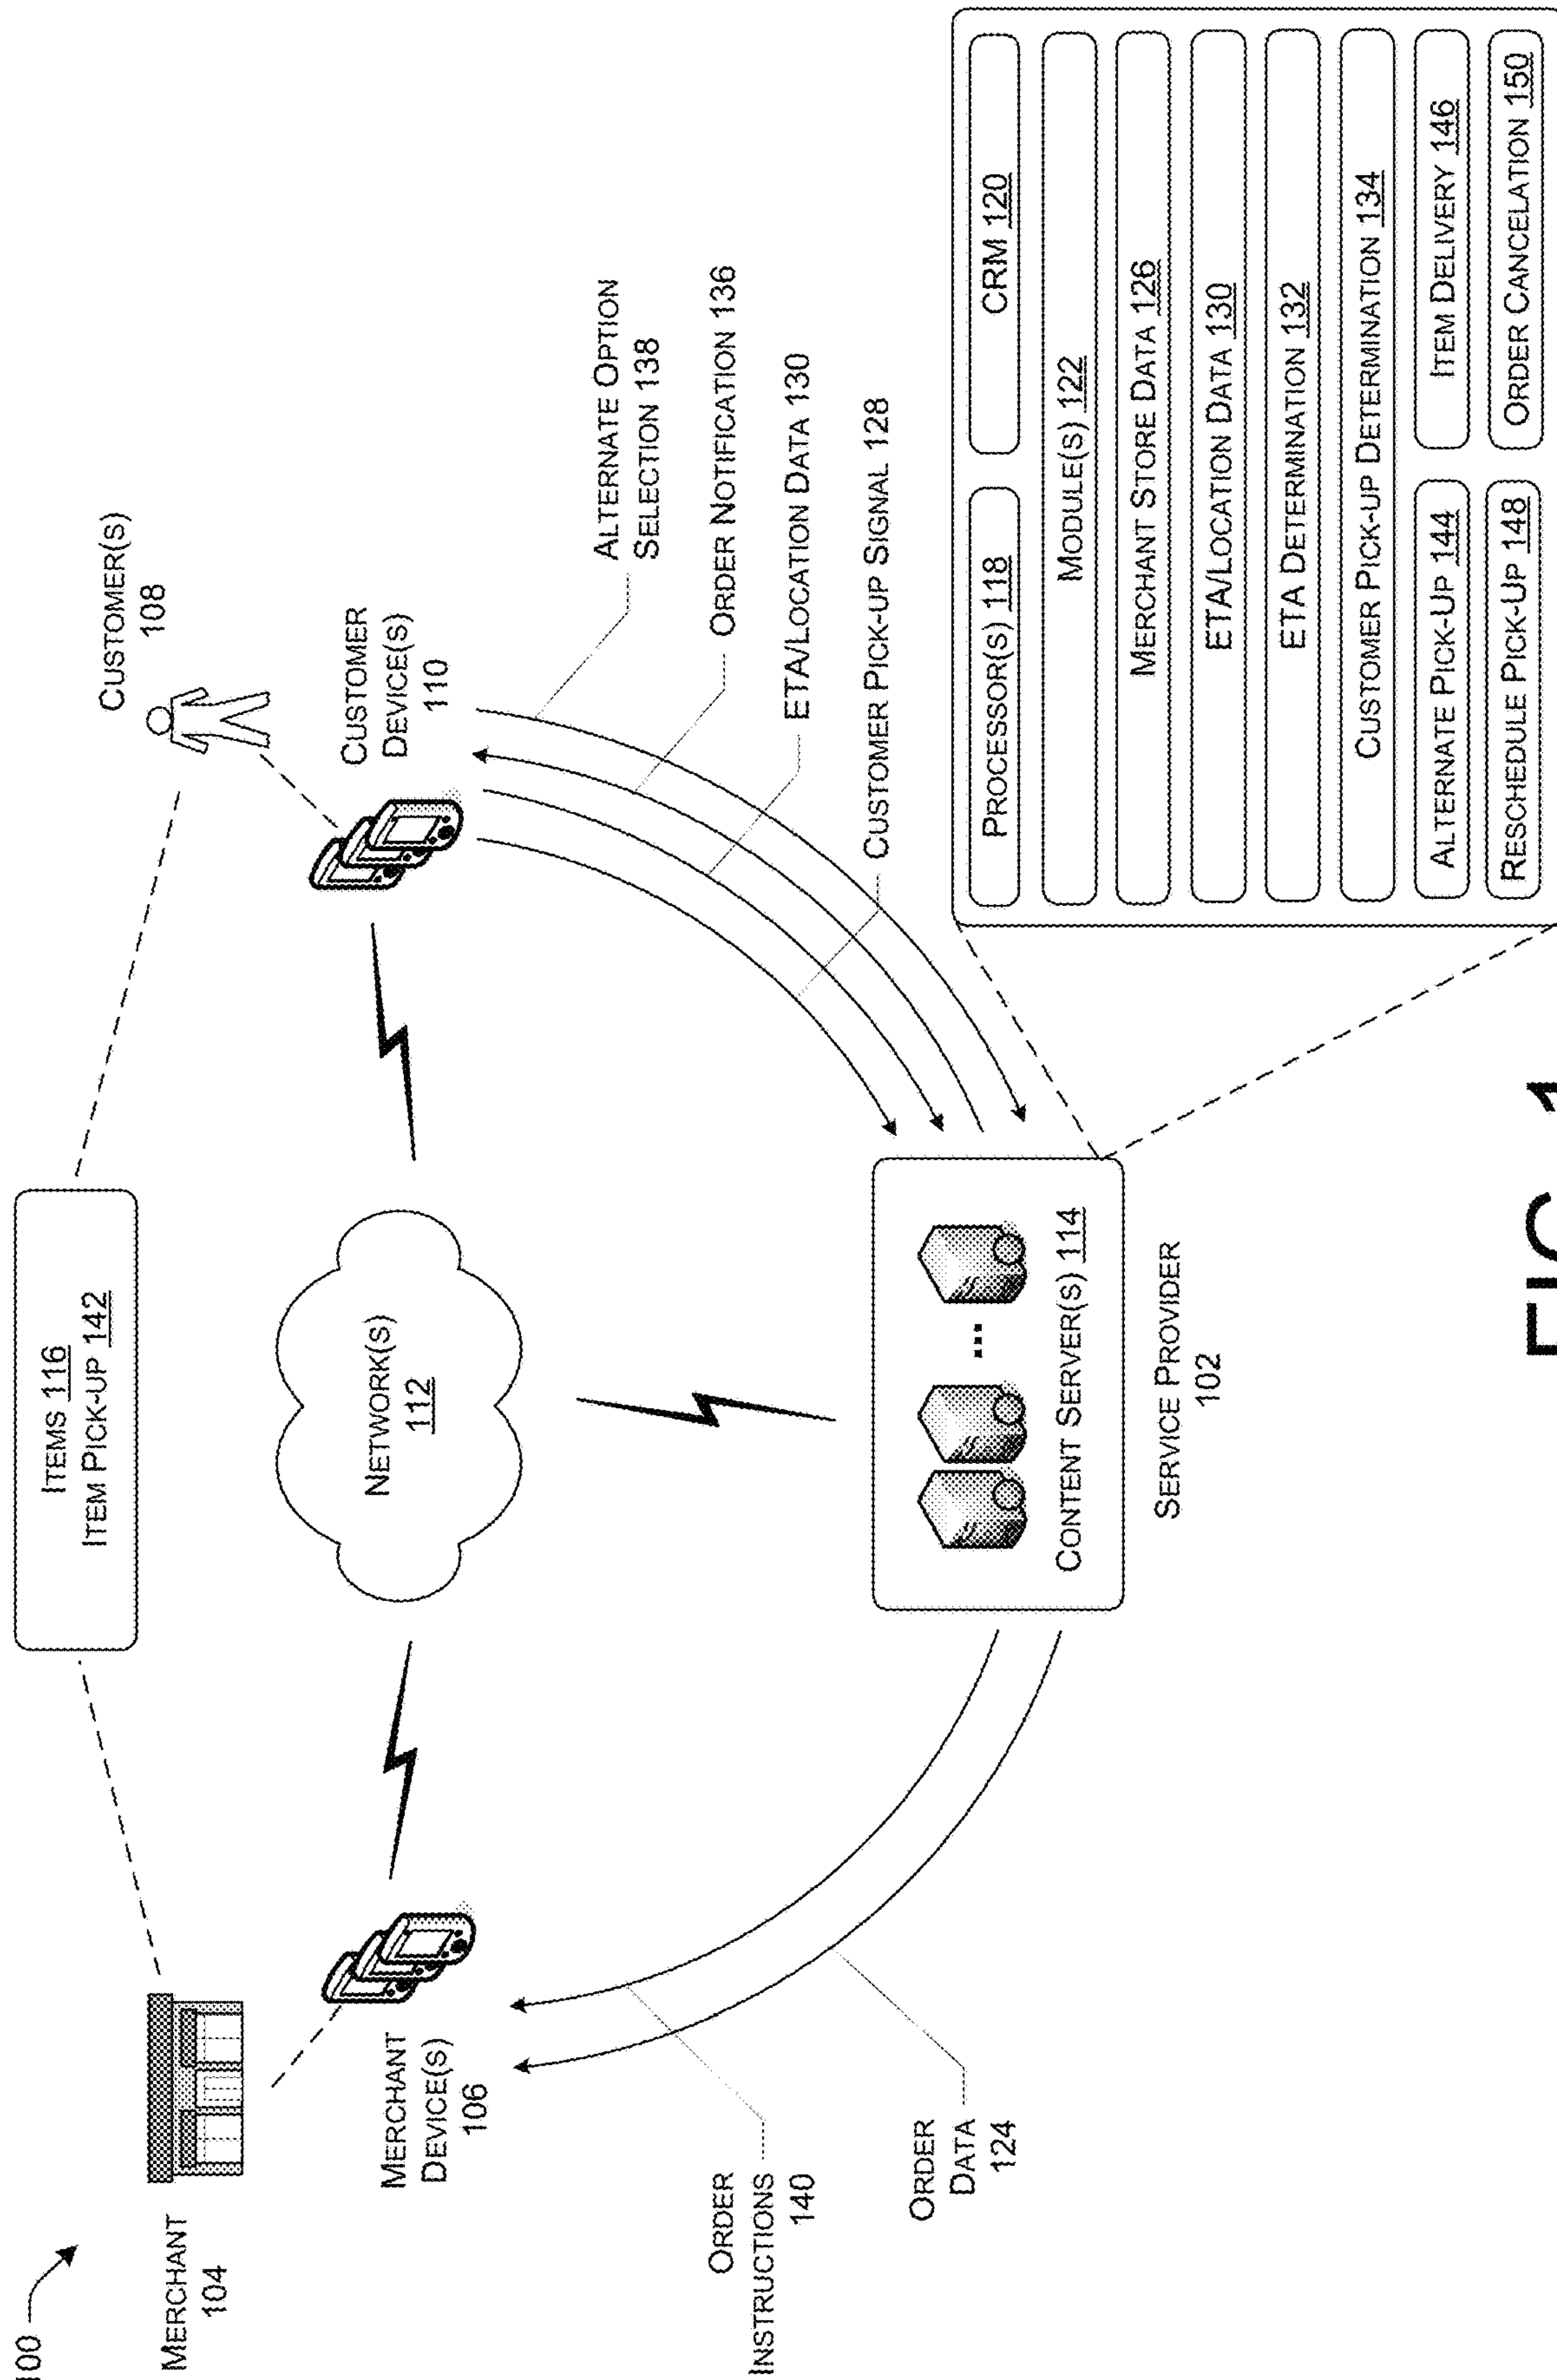 100
MERCHANT
104
ITEMS 116
ITEM PICK-UP 142
CUSTOMER(S)
108
MERCHANT
DEVICE(S)
106
NETWORK(S)
112
CUSTOMER
DEVICE(S)
110
ORDER
INSTRUCTIONS
140
ORDER
DATA
124
ALTERNATE OPTION
SELECTION 138
ORDER NOTIFICATION 136
ETA/LOCATION DATA 130
CUSTOMER PICK-UP SIGNAL 128
...
CONTENT SERVER(S) 114
SERVICE PROVIDER
102
PROCESSOR(S) 118
CRM 120
MODULE(S) 122
MERCHANT STORE DATA 126
ETA/LOCATION DATA 130
ETA DETERMINATION 132
CUSTOMER PICK-UP DETERMINATION 134
ALTERNATE PICK-UP 144
ITEM DELIVERY 146
RESCHEDULE PICK-UP 148
ORDER CANCELATION 150
FIG. 1